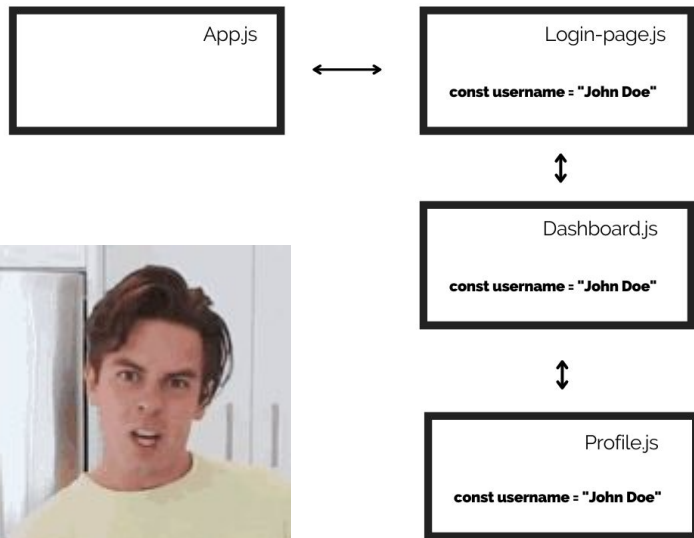 App.js
Login-page.js
const username = "John Doe"
Dashboard.js
const username = "John Doe"
Profile.js
const username = "John Doe"